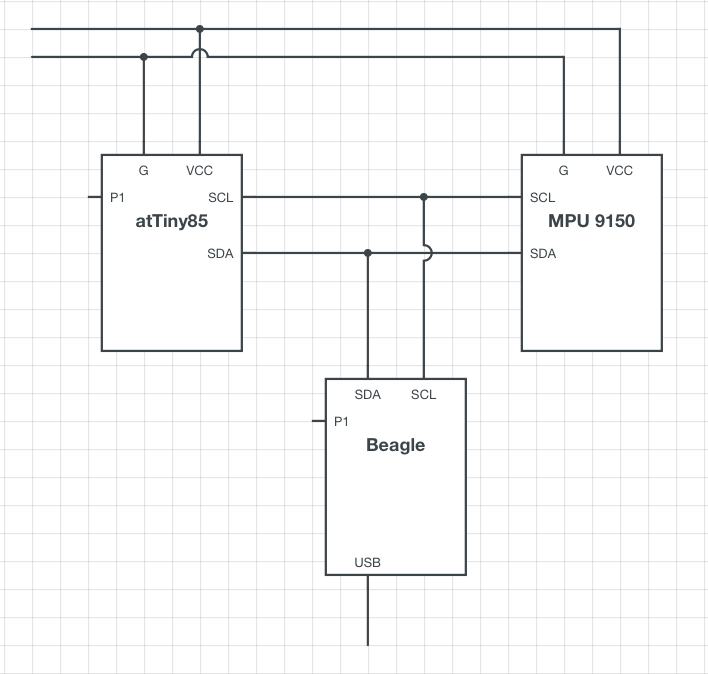 G VCC
P1 SCL
atTiny85
SDA
G VCC
SCL
MPU 9150
SDA
SDA SCL
P1
Beagle
USB